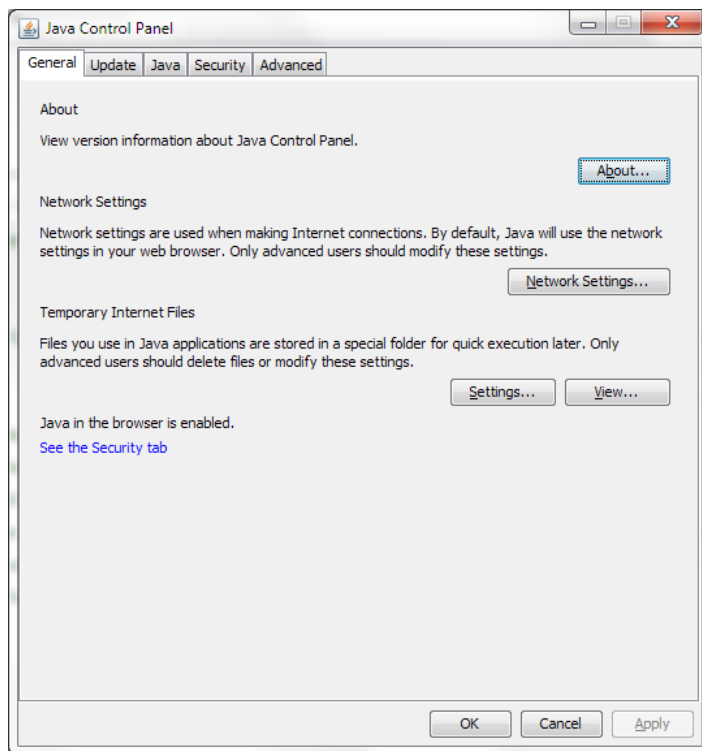 Java Control Panel
General Update Java Security Advanced
About
View version information about Java Control Panel.
About...
Network Settings
Network settings are used when making Internet connections. By default, Java will use the network
settings in your web browser. Only advanced users should modify these settings.
Network Settings...
Temporary Internet Files
Files you use in Java applications are stored in a special folder for quick execution later. Only
advanced users should delete files or modify these settings.
Settings... View...
Java in the browser is enabled.
See the Security tab
OK Cancel Apply